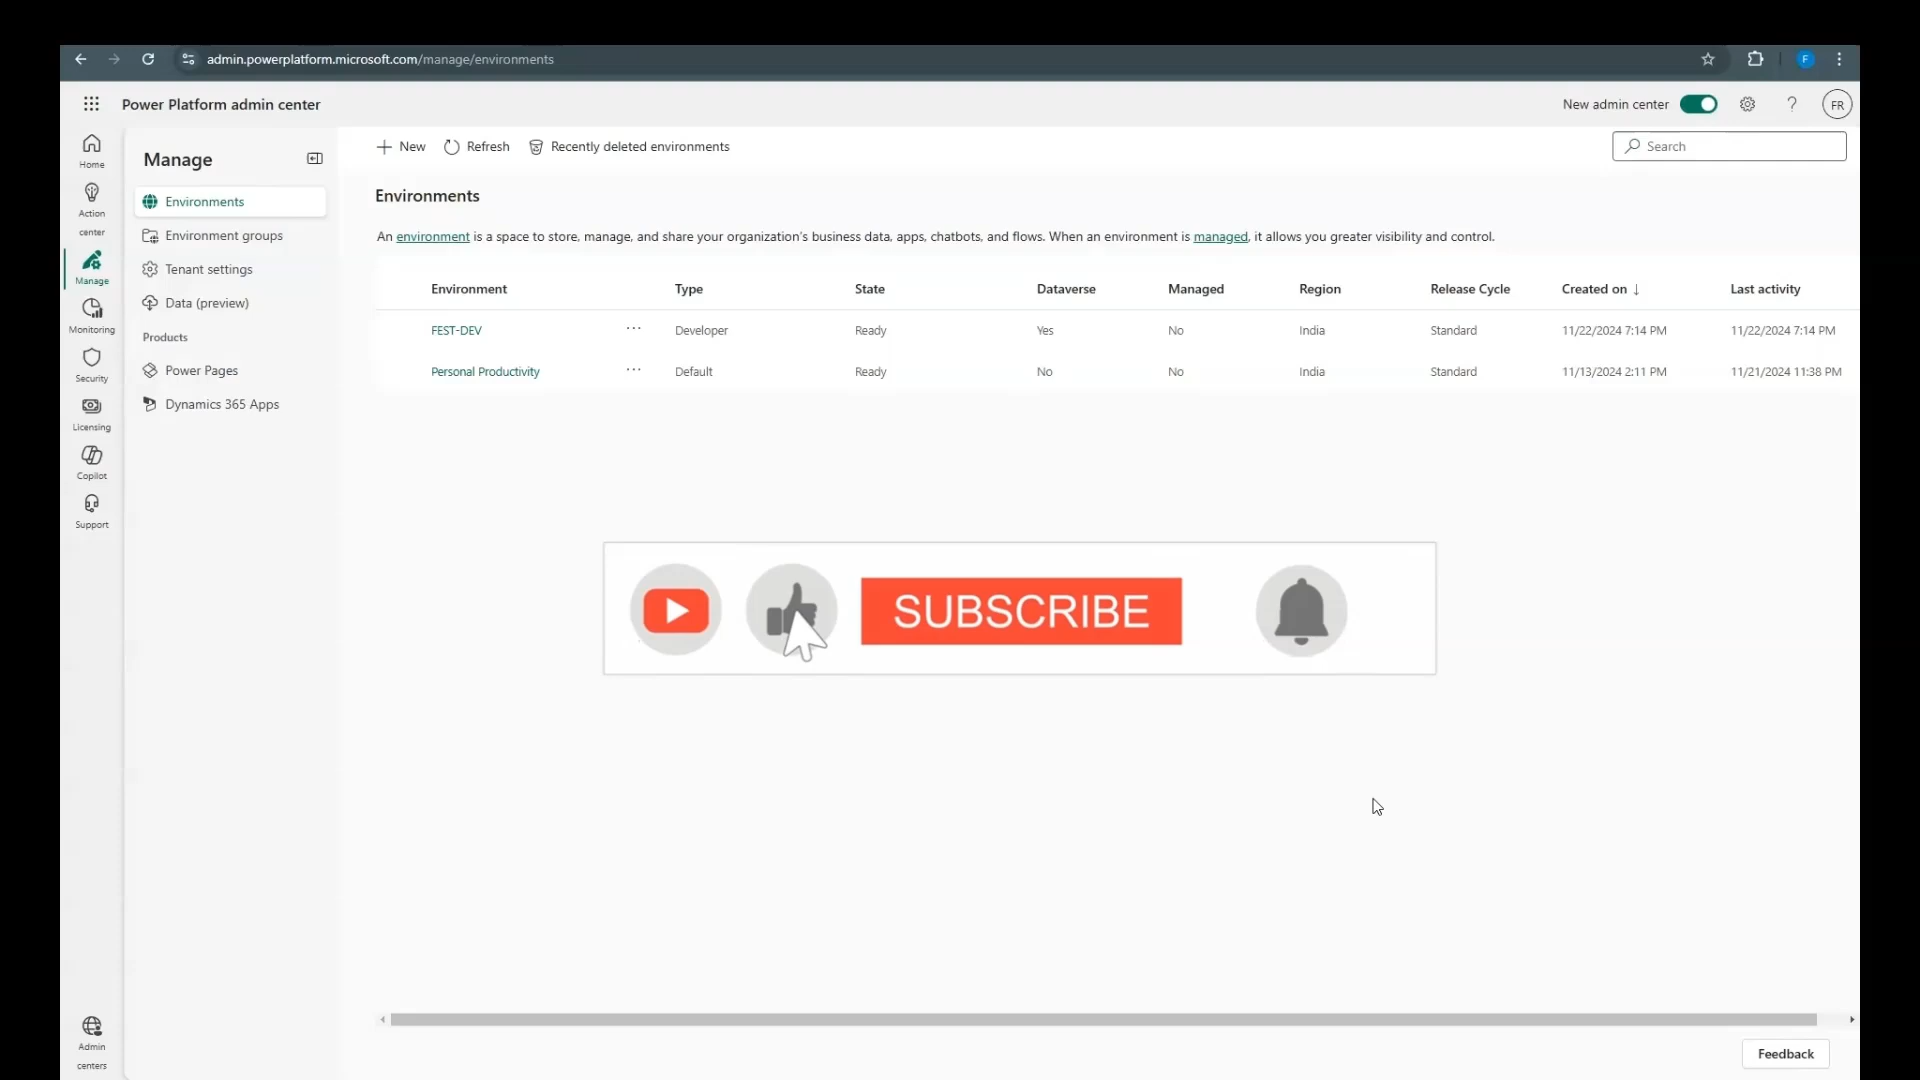 admin.powerplatform.microsoft.com/manage/environments
F
Power Platform admin center
New admin center
?
FR
Home
Action
center
Manage
Monitoring
Security
Licensing
Copilot
Support
Admin
centers
Manage
Environments
Environment groups
Tenant settings
Data (preview)
Products
Power Pages
Dynamics 365 Apps
New Refresh Recently deleted environments
Search
Environments
An environment is a space to store, manage, and share your organization's business data, apps, chatbots, and flows. When an environment is managed, it allows you greater visibility and control.
Environment Type State Dataverse Managed Region Release Cycle Created on ↓ Last activity
FEST-DEV ... Developer Ready Yes No India Standard 11/22/2024 7:14 PM 11/22/2024 7:14 PM
Personal Productivity ... Default Ready No No India Standard 11/13/2024 2:11 PM 11/21/2024 11:38 PM
SUBSCRIBE
Feedback